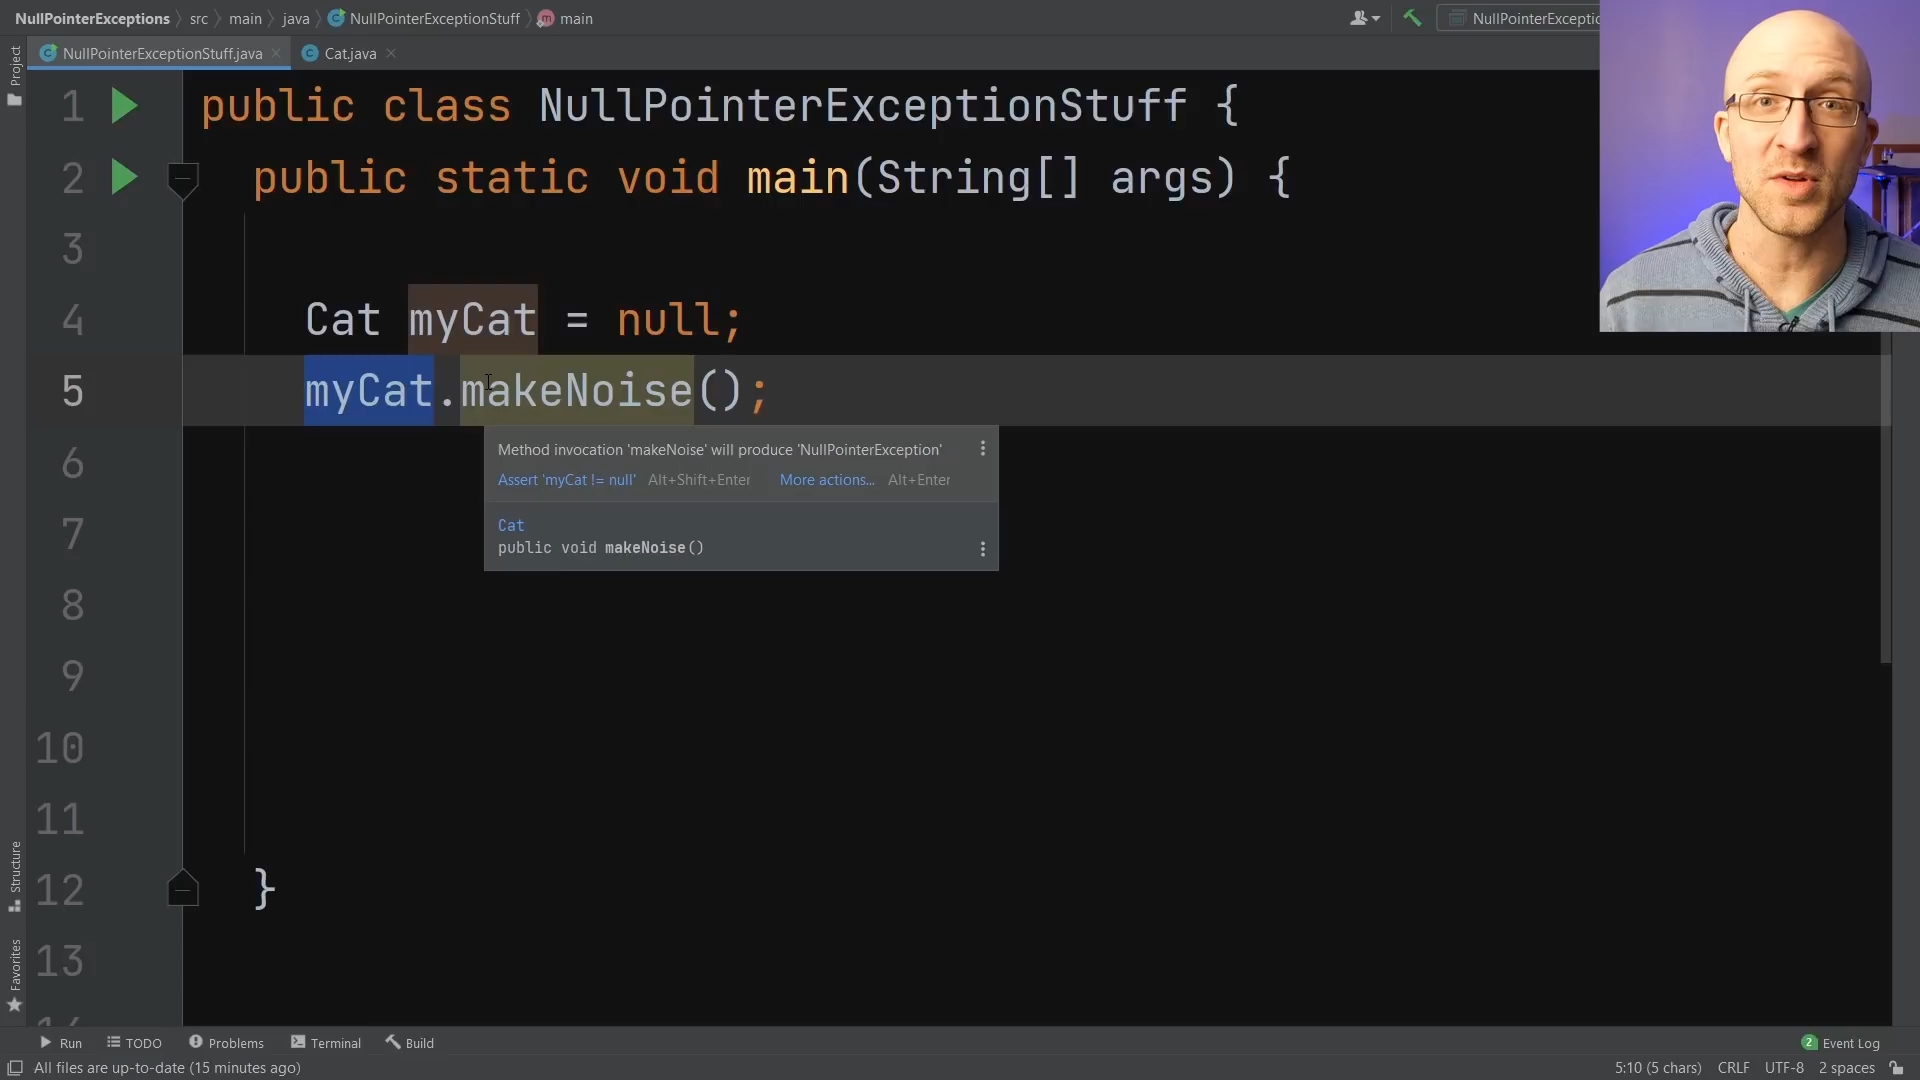 NullPointerExceptions src main java NullPointerExceptionStuff main
NullPointerExceptio
NullPointerExceptionStuff.java Cat.java
Project
1 public class NullPointerExceptionStuff {
2 public static void main(String[] args) {
3
4 Cat myCat = null;
5 myCat.makeNoise();
Method invocation 'makeNoise' will produce 'NullPointerException'
Assert 'myCat != null' Alt+Shift+Enter More actions... Alt+Enter
Cat
public void makeNoise()
6
7
8
9
10
11
12 }
13
Structure
Favorites
Run TODO Problems Terminal Build
2 Event Log
All files are up-to-date (15 minutes ago)
5:10 (5 chars) CRLF UTF-8 2 spaces